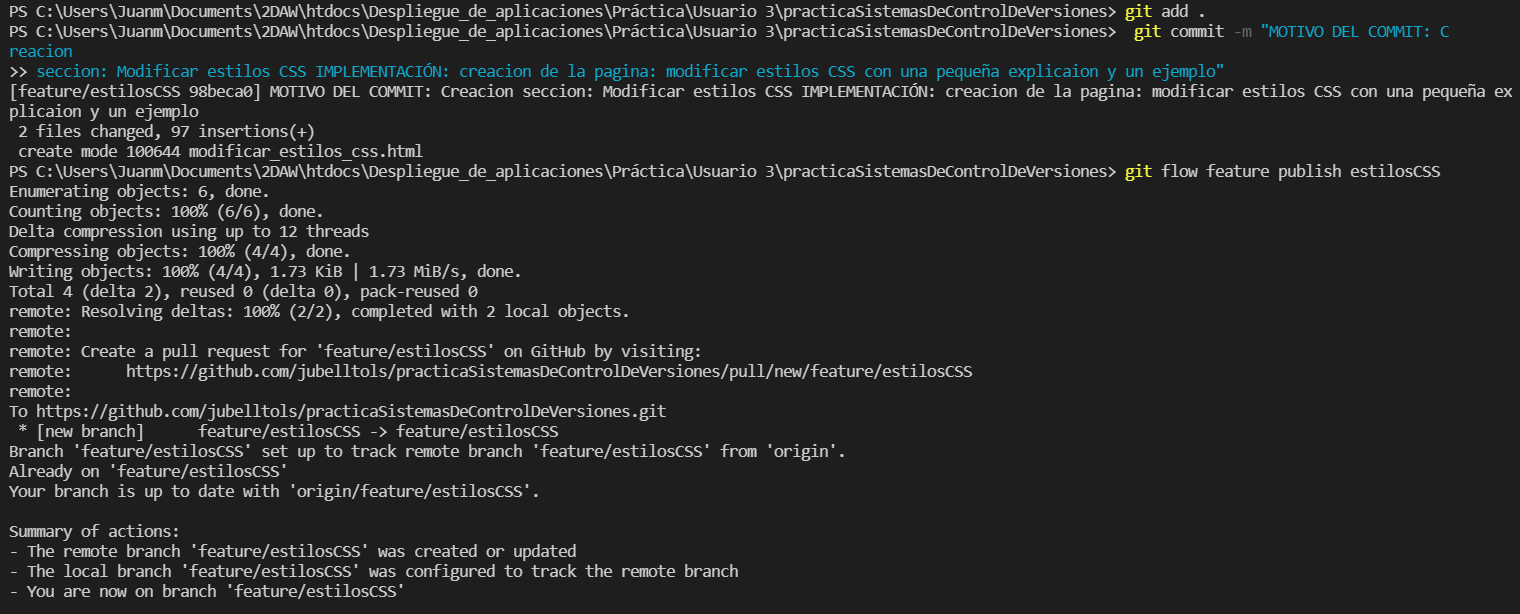 PS C:\Users\Juanm\Documents\2DAW\htdocs\Despliegue_de_aplicaciones\Práctica\Usuario 3\practicaSistemasDeControlDeVersiones> git add .
PS C:\Users\Juanm\Documents\2DAW\htdocs\Despliegue_de_aplicaciones\Práctica\Usuario 3\practicaSistemasDeControlDeVersiones>  git commit -m "MOTIVO DEL COMMIT: C
reacion
>> seccion: Modificar estilos CSS IMPLEMENTACIÓN: creacion de la pagina: modificar estilos CSS con una pequeña explicaion y un ejemplo"
[feature/estilosCSS 98beca0] MOTIVO DEL COMMIT: Creacion seccion: Modificar estilos CSS IMPLEMENTACIÓN: creacion de la pagina: modificar estilos CSS con una pequeña ex
plicaion y un ejemplo
 2 files changed, 97 insertions(+)
 create mode 100644 modificar_estilos_css.html
PS C:\Users\Juanm\Documents\2DAW\htdocs\Despliegue_de_aplicaciones\Práctica\Usuario 3\practicaSistemasDeControlDeVersiones> git flow feature publish estilosCSS
Enumerating objects: 6, done.
Counting objects: 100% (6/6), done.
Delta compression using up to 12 threads
Compressing objects: 100% (4/4), done.
Writing objects: 100% (4/4), 1.73 KiB | 1.73 MiB/s, done.
Total 4 (delta 2), reused 0 (delta 0), pack-reused 0
remote: Resolving deltas: 100% (2/2), completed with 2 local objects.
remote:
remote: Create a pull request for 'feature/estilosCSS' on GitHub by visiting:
remote:      https://github.com/jubelltols/practicaSistemasDeControlDeVersiones/pull/new/feature/estilosCSS
remote:
To https://github.com/jubelltols/practicaSistemasDeControlDeVersiones.git
 * [new branch]      feature/estilosCSS -> feature/estilosCSS
Branch 'feature/estilosCSS' set up to track remote branch 'feature/estilosCSS' from 'origin'.
Already on 'feature/estilosCSS'
Your branch is up to date with 'origin/feature/estilosCSS'.

Summary of actions:
- The remote branch 'feature/estilosCSS' was created or updated
- The local branch 'feature/estilosCSS' was configured to track the remote branch
- You are now on branch 'feature/estilosCSS'